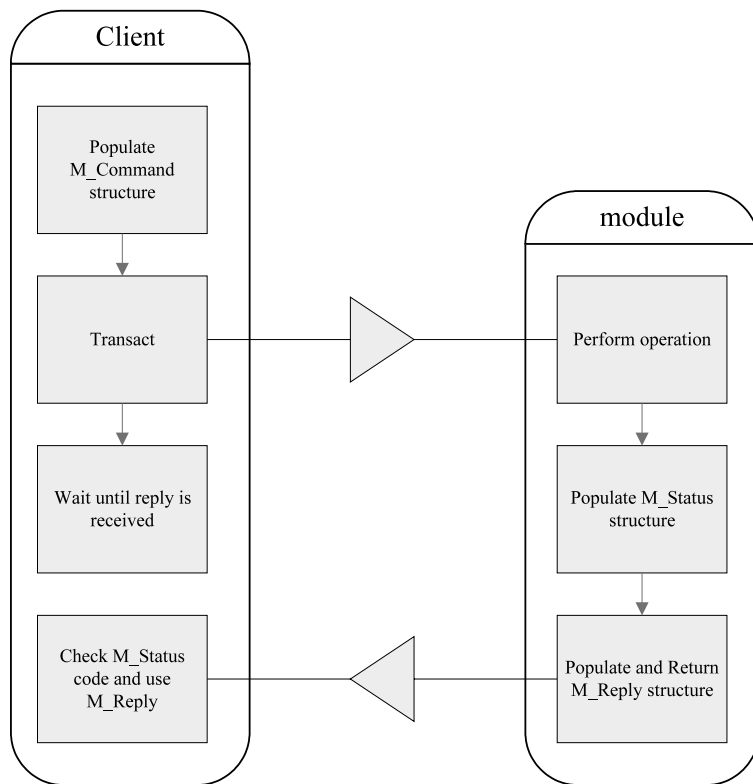 Client
Populate
M_Command
structure
Transact
Wait until reply is
received
Check M_Status
code and use
M_Reply
module
Perform operation
Populate M_Status
structure
Populate and Return
M_Reply structure